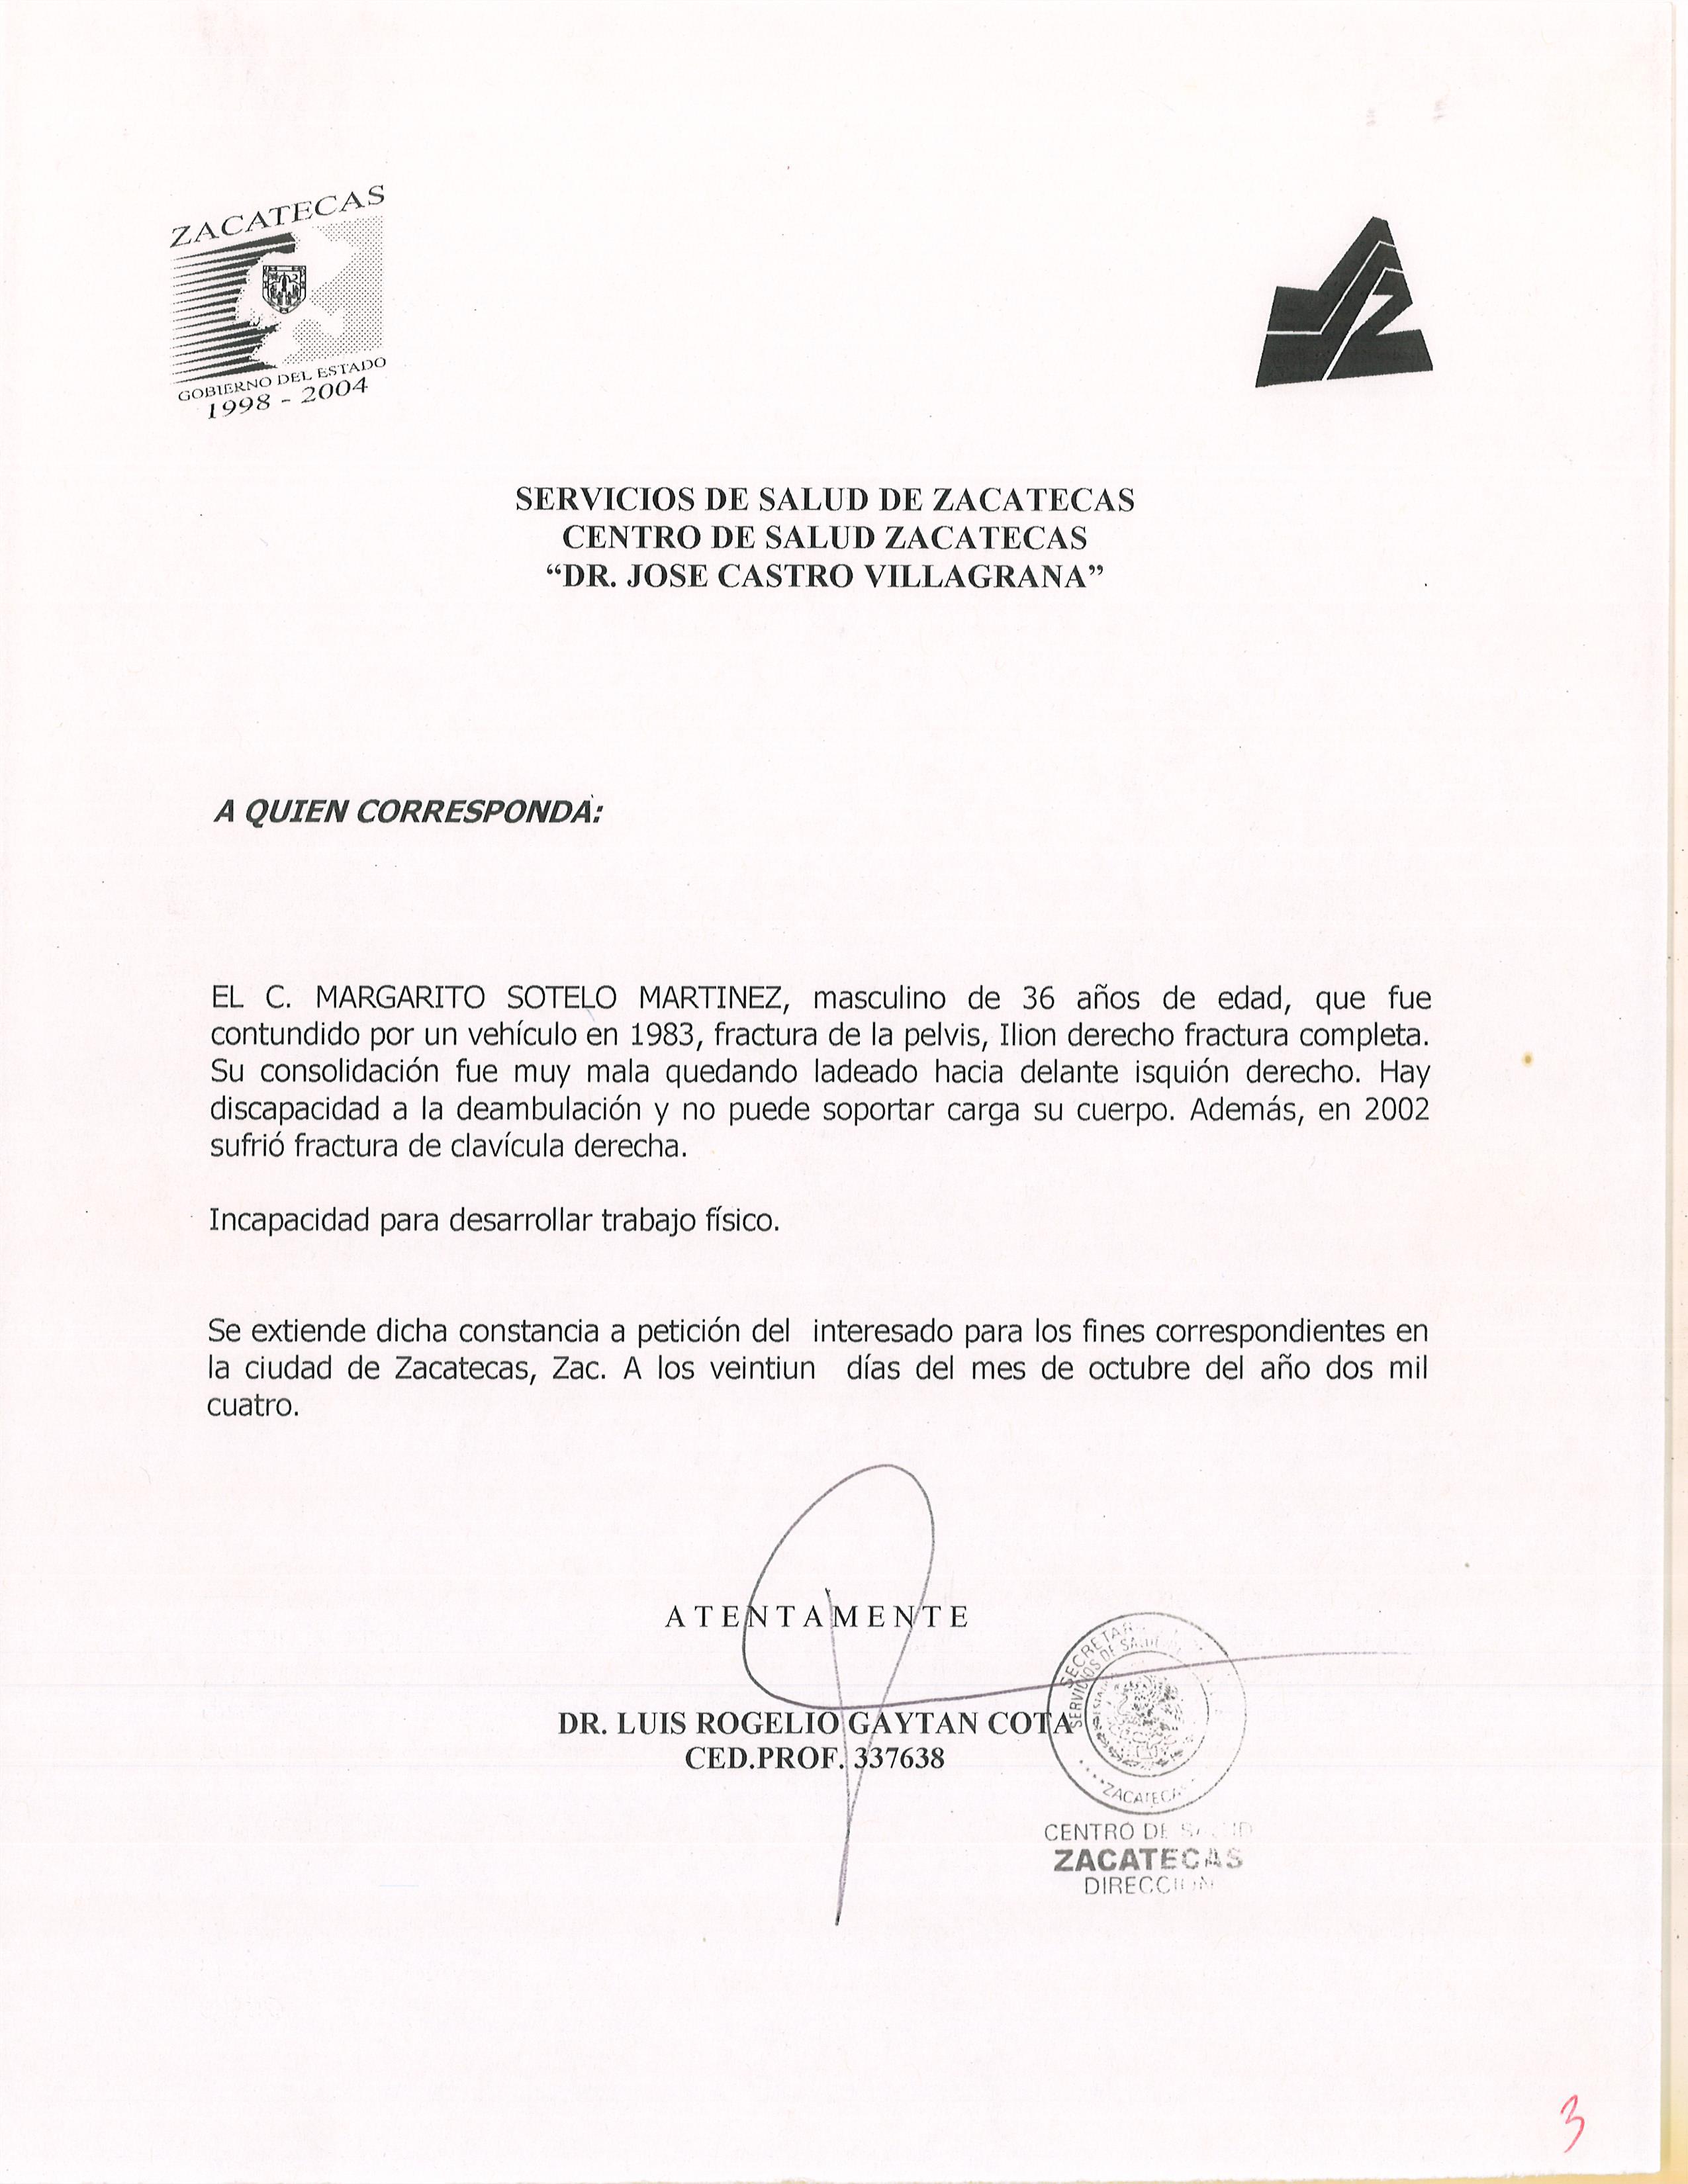 ZACATECAS
GOBIERNO DEL ESTADO
1998 - 2004
SERVICIOS DE SALUD DE ZACATECAS
CENTRO DE SALUD ZACATECAS
“DR. JOSE CASTRO VILLAGRANA”
A QUIEN CORRESPONDA:
EL C. MARGARITO SOTELO MARTINEZ, masculino de 36 años de edad, que fue
contundido por un vehículo en 1983, fractura de la pelvis, Ilion derecho fractura completa.
Su consolidación fue muy mala quedando ladeado hacia delante isquión derecho. Hay
discapacidad a la deambulación y no puede soportar carga su cuerpo. Además, en 2002
sufrió fractura de clavícula derecha.
Incapacidad para desarrollar trabajo físico.
Se extiende dicha constancia a petición del interesado para los fines correspondientes en
la ciudad de Zacatecas, Zac. A los veintiun días del mes de octubre del año dos mil
cuatro.
ATENTAMENTE
DR. LUIS ROGELIO GAYTAN COTA
CED.PROF. 337638
SERVICIOS DE SALUD
ZACATECAS
CENTRO DE SALUD
ZACATECAS
DIRECCION
3